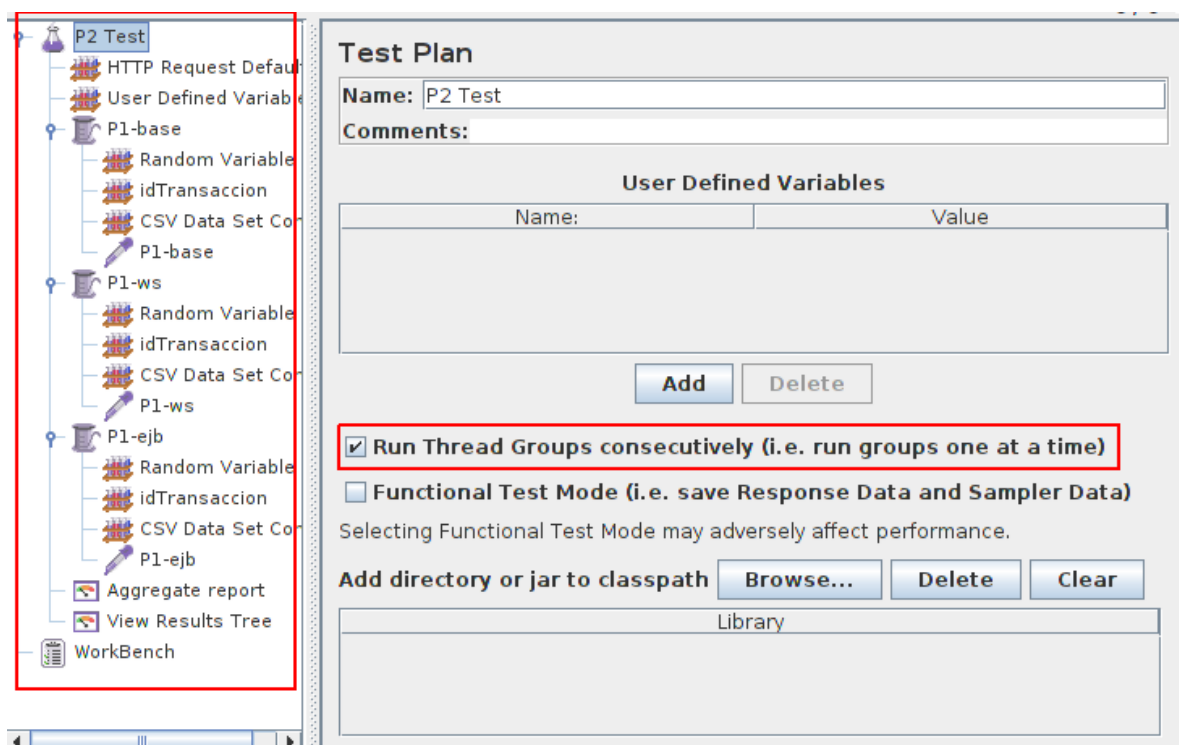 P2 Test
HTTP Request Defaul
User Defined Variable
P1-base
Random Variable
idTransaccion
CSV Data Set Con
P1-base
P1-ws
Random Variable
idTransaccion
CSV Data Set Con
P1-ws
P1-ejb
Random Variable
idTransaccion
CSV Data Set Co
P1-ejb
Aggregate report
View Results Tree
WorkBench
Test Plan
Name: P2 Test
Comments:
User Defined Variables
Name: Value
Add Delete
Run Thread Groups consecutively (i.e. run groups one at a time)
Functional Test Mode (i.e. save Response Data and Sampler Data)
Selecting Functional Test Mode may adversely affect performance.
Add directory or jar to classpath Browse... Delete Clear
Library